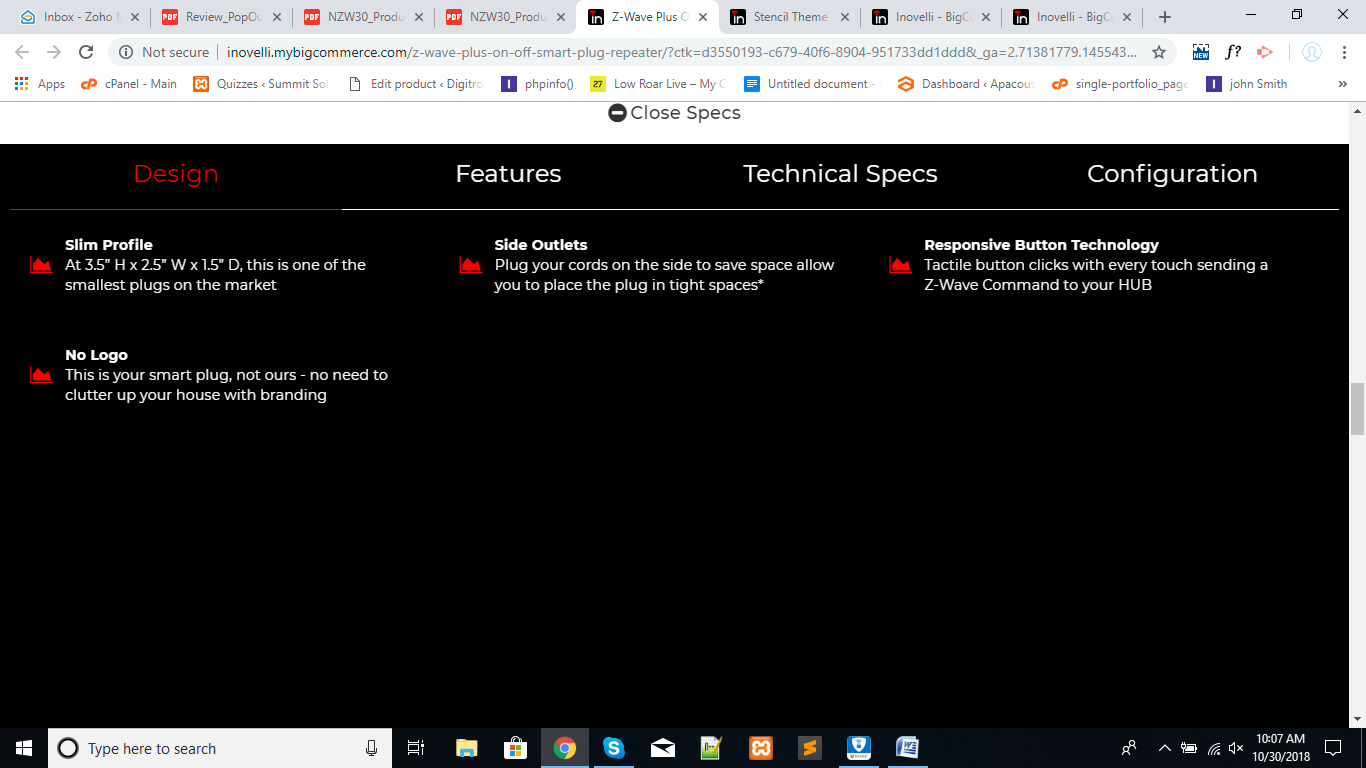 Inbox - Zoho M
Review_PopOu
NZW30_Produ
NZW30_Produ
Z-Wave Plus O
Stencil Theme
Inovelli - BigCo
Inovelli - BigCo
Not secure
inovelli.mybigcommerce.com/z-wave-plus-on-off-smart-plug-repeater/?ctk=d3550193-c679-40f6-8904-951733dd1ddd&_ga=2.71381779.145543...
NEW
f?
Apps
cPanel - Main
Quizzes ‹ Summit Sol
Edit product ‹ Digitro
phpinfo()
27
Low Roar Live – My C
Untitled document -
Dashboard ‹ Apacous
single-portfolio_page
john Smith
»
Close Specs
Design
Features
Technical Specs
Configuration
Slim Profile
At 3.5” H x 2.5” W x 1.5” D, this is one of the
smallest plugs on the market
Side Outlets
Plug your cords on the side to save space allow
you to place the plug in tight spaces*
Responsive Button Technology
Tactile button clicks with every touch sending a
Z-Wave Command to your HUB
No Logo
This is your smart plug, not ours - no need to
clutter up your house with branding
Type here to search
10:07 AM
10/30/2018